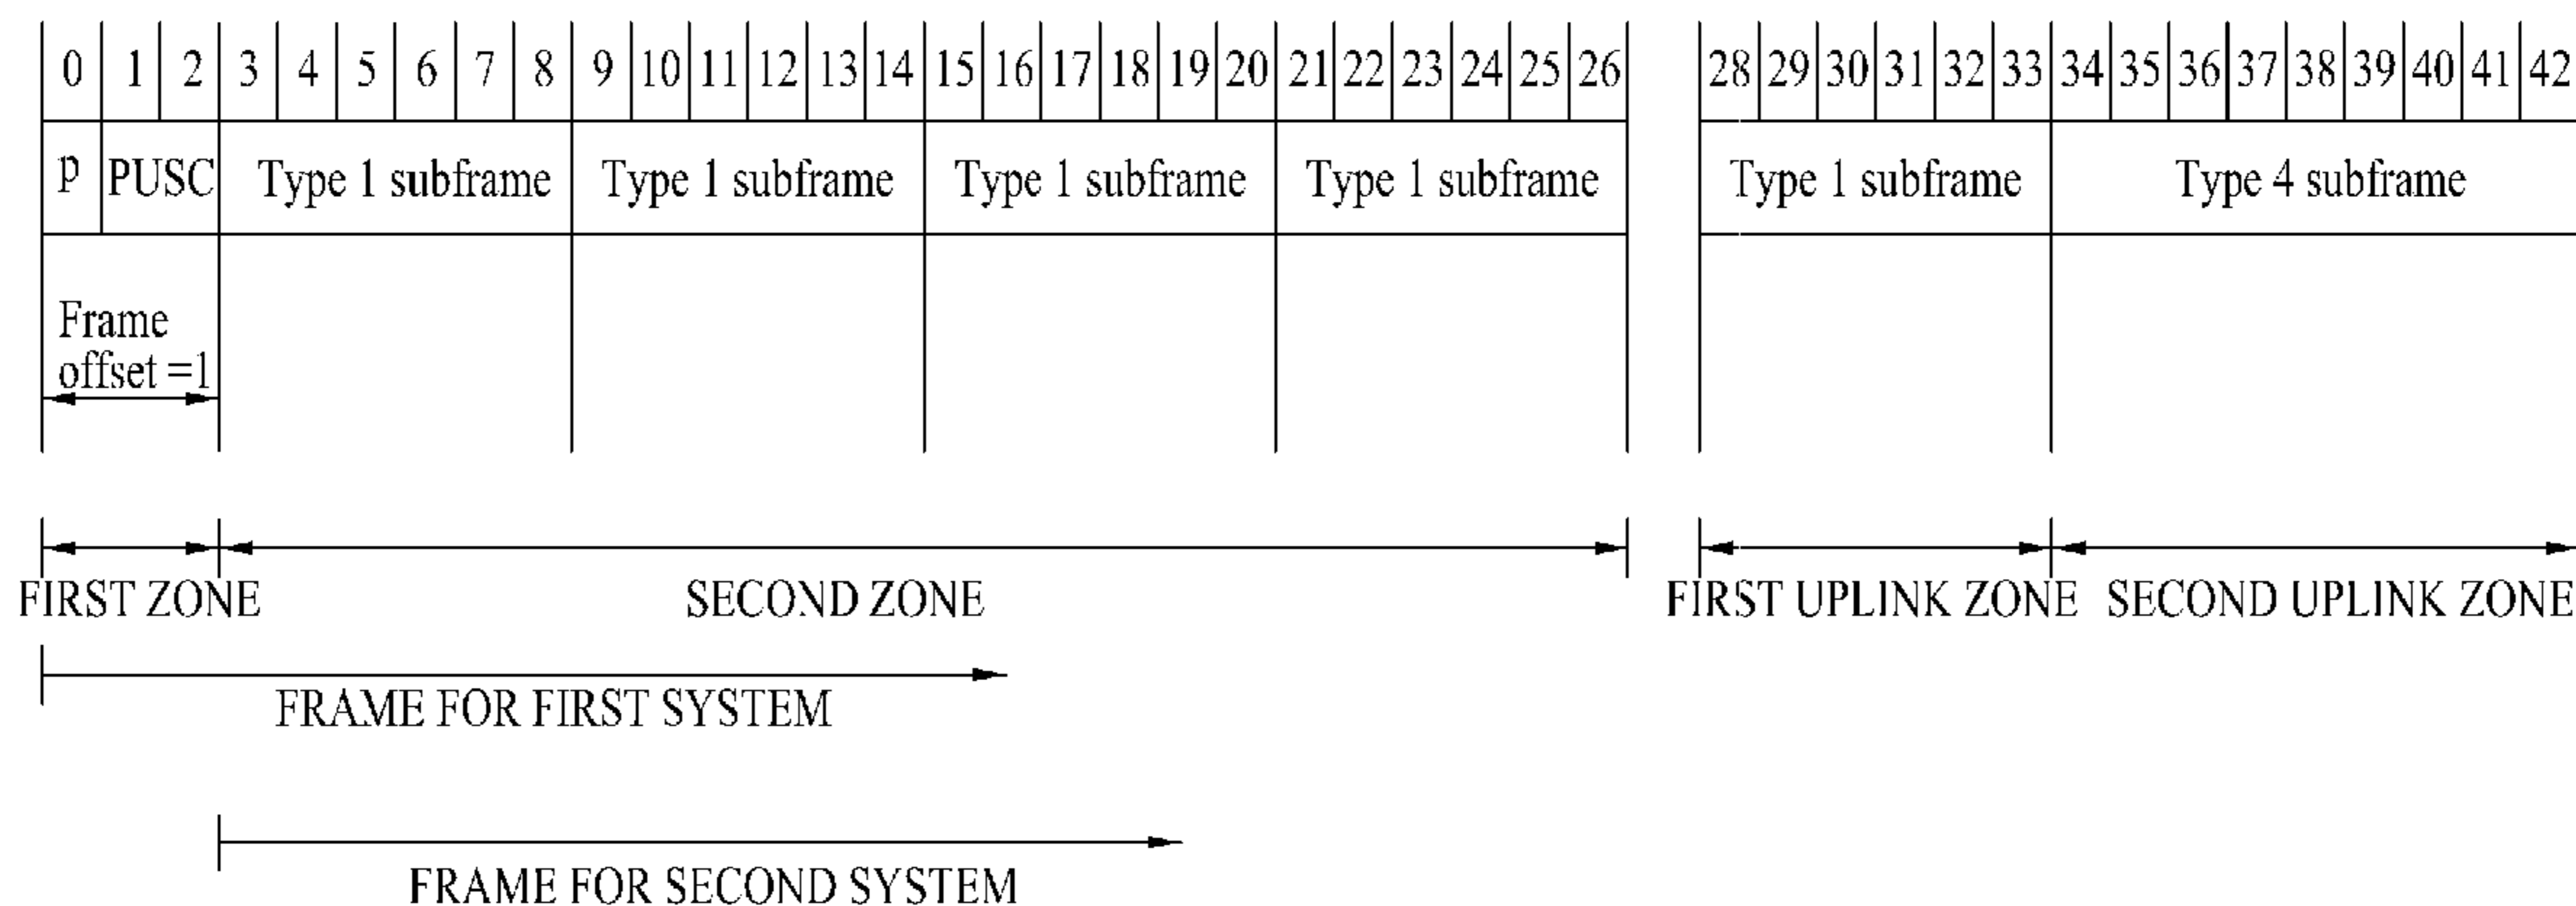 0 1 2 3 4 5 6 7 8 9 10 11 12 13 14 15 16 17 18 19 20 21 22 23 24 25 26 28 29 30 31 32 33 34 35 36 37 38 39 40 41 42
p PUSC Type 1 subframe Type 1 subframe Type 1 subframe Type 1 subframe Type 1 subframe Type 4 subframe
Frame
offset =1
FIRST ZONE SECOND ZONE FIRST UPLINK ZONE SECOND UPLINK ZONE
FRAME FOR FIRST SYSTEM
FRAME FOR SECOND SYSTEM